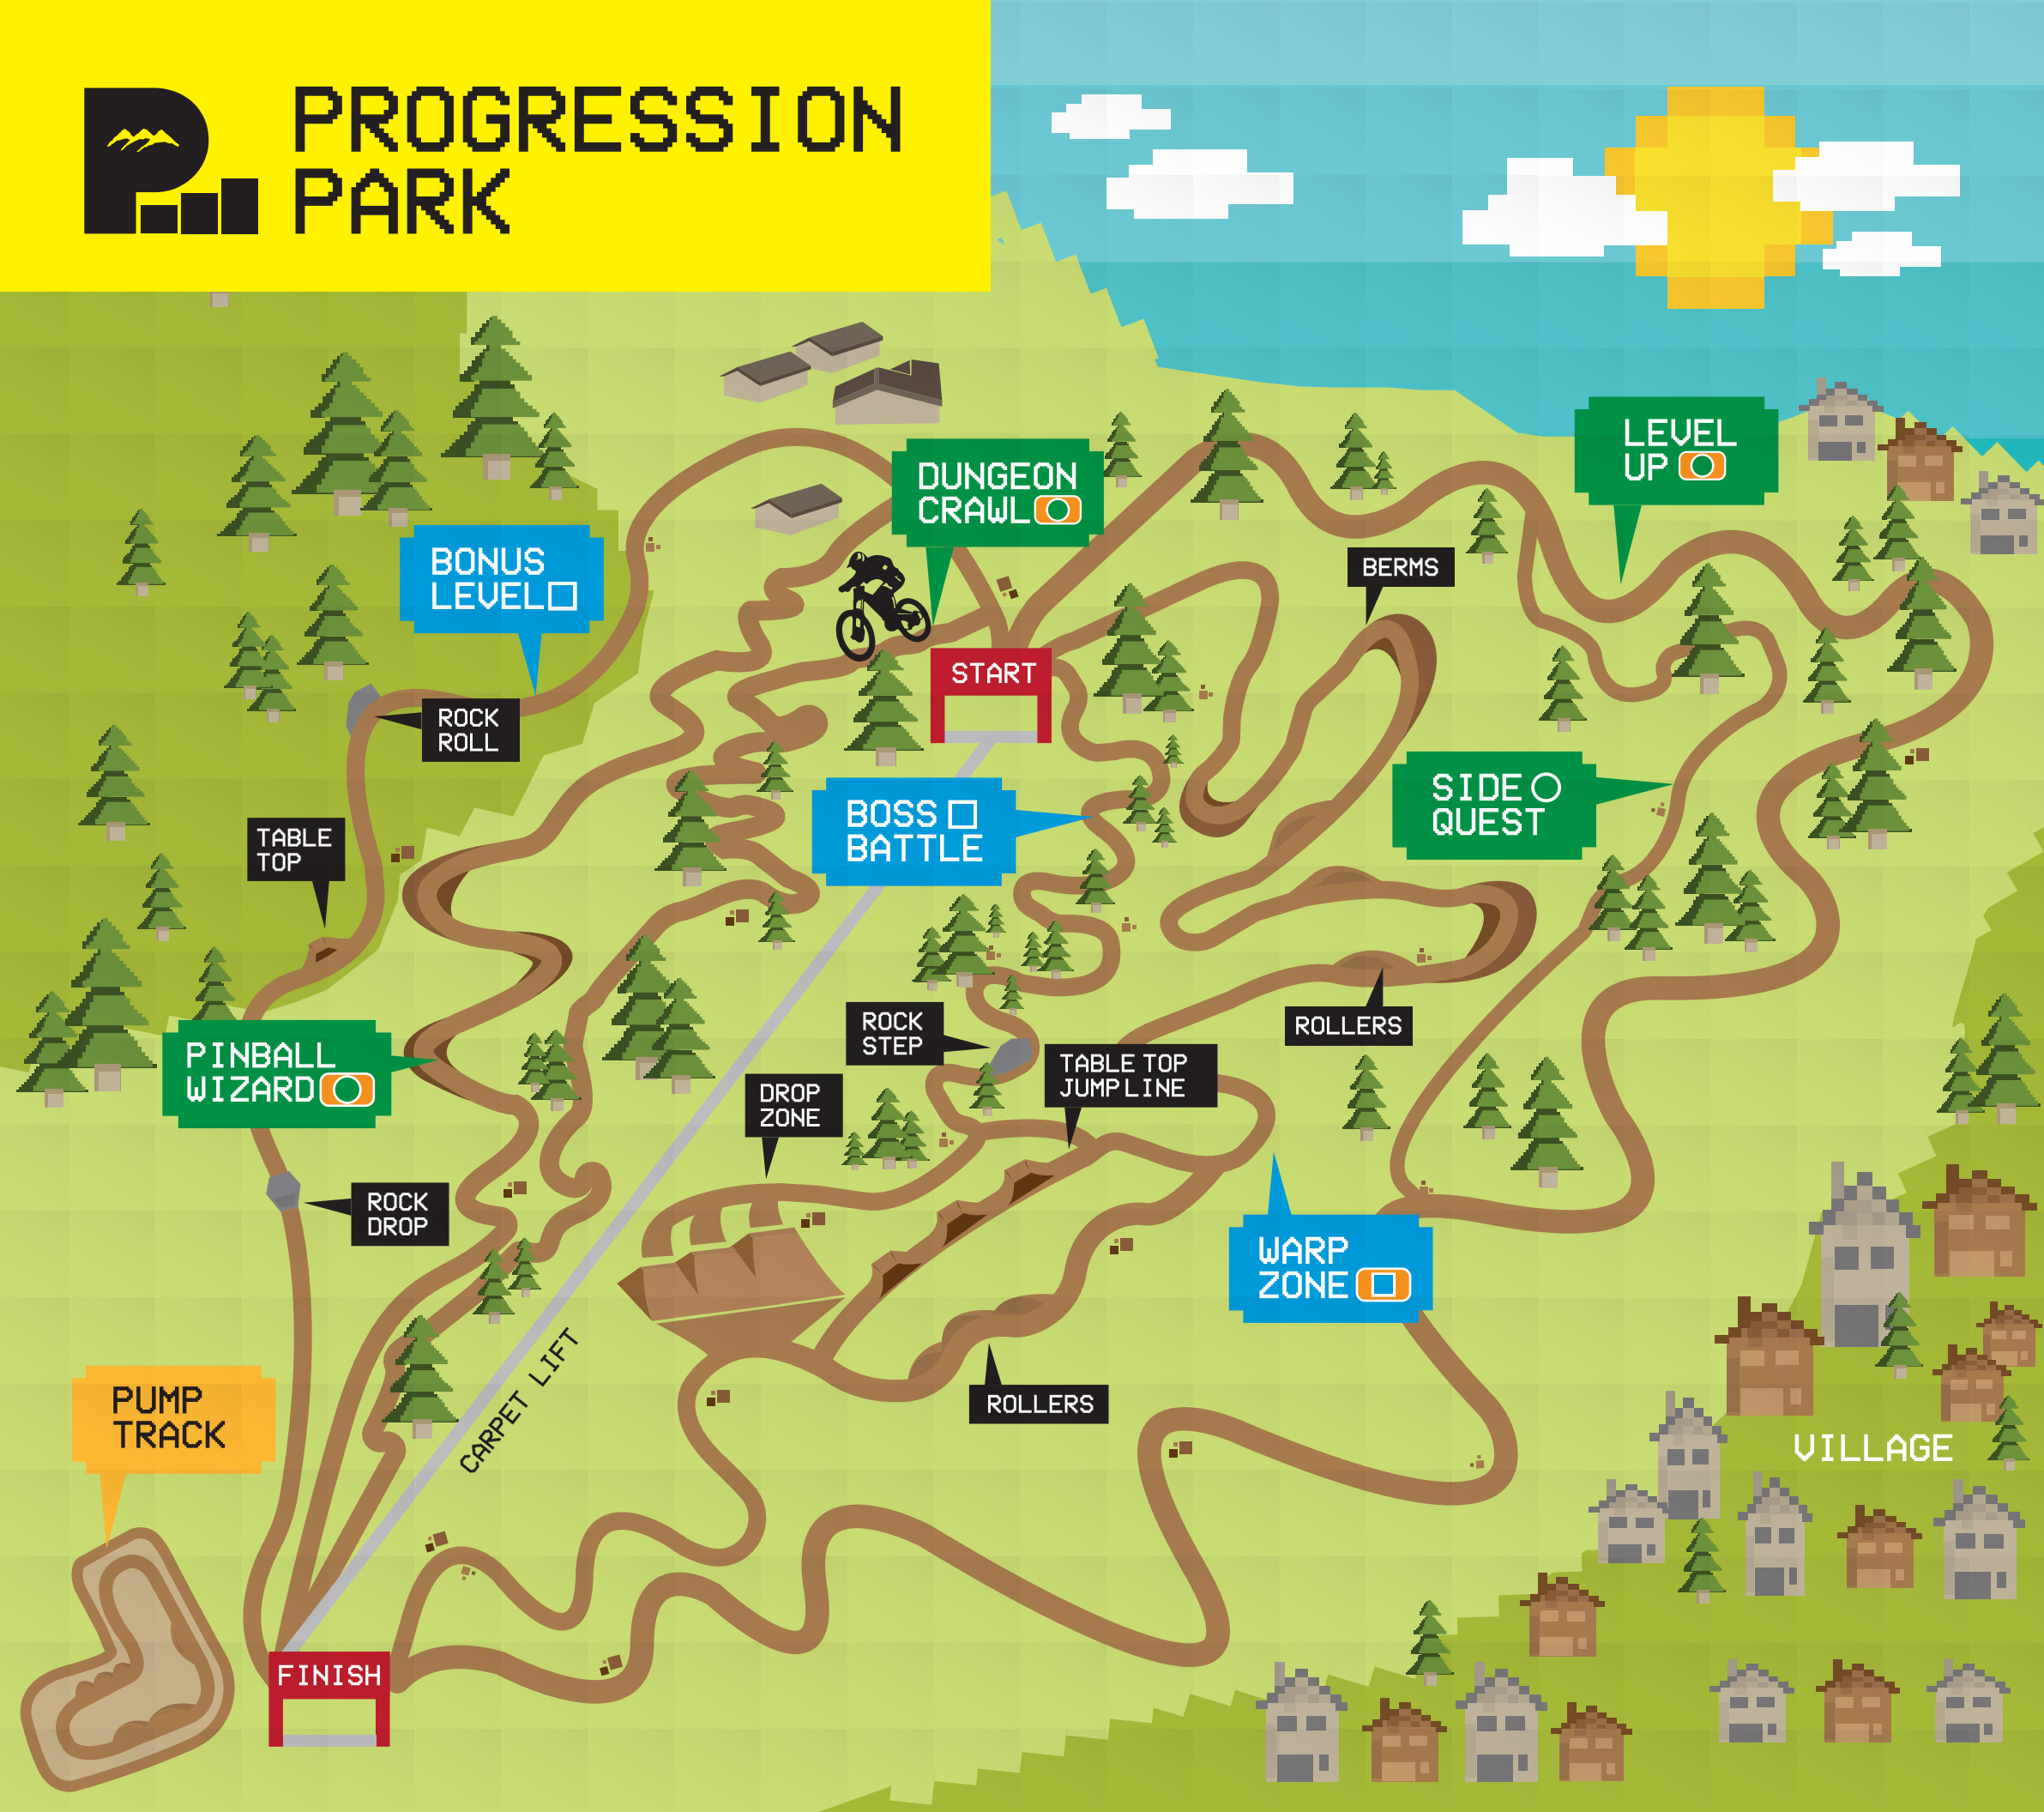 PROGRESSION
PARK
LEVEL
UP
DUNGEON
CRAWL
BONUS
LEVEL
BERMS
START
ROCK
ROLL
SIDE
QUEST
BOSS
BATTLE
TABLE
TOP
ROCK
STEP
ROLLERS
PINBALL
WIZARD
TABLE TOP
JUMP LINE
DROP
ZONE
ROCK
DROP
WARP
ZONE
CARPET LIFT
PUMP
TRACK
ROLLERS
VILLAGE
FINISH